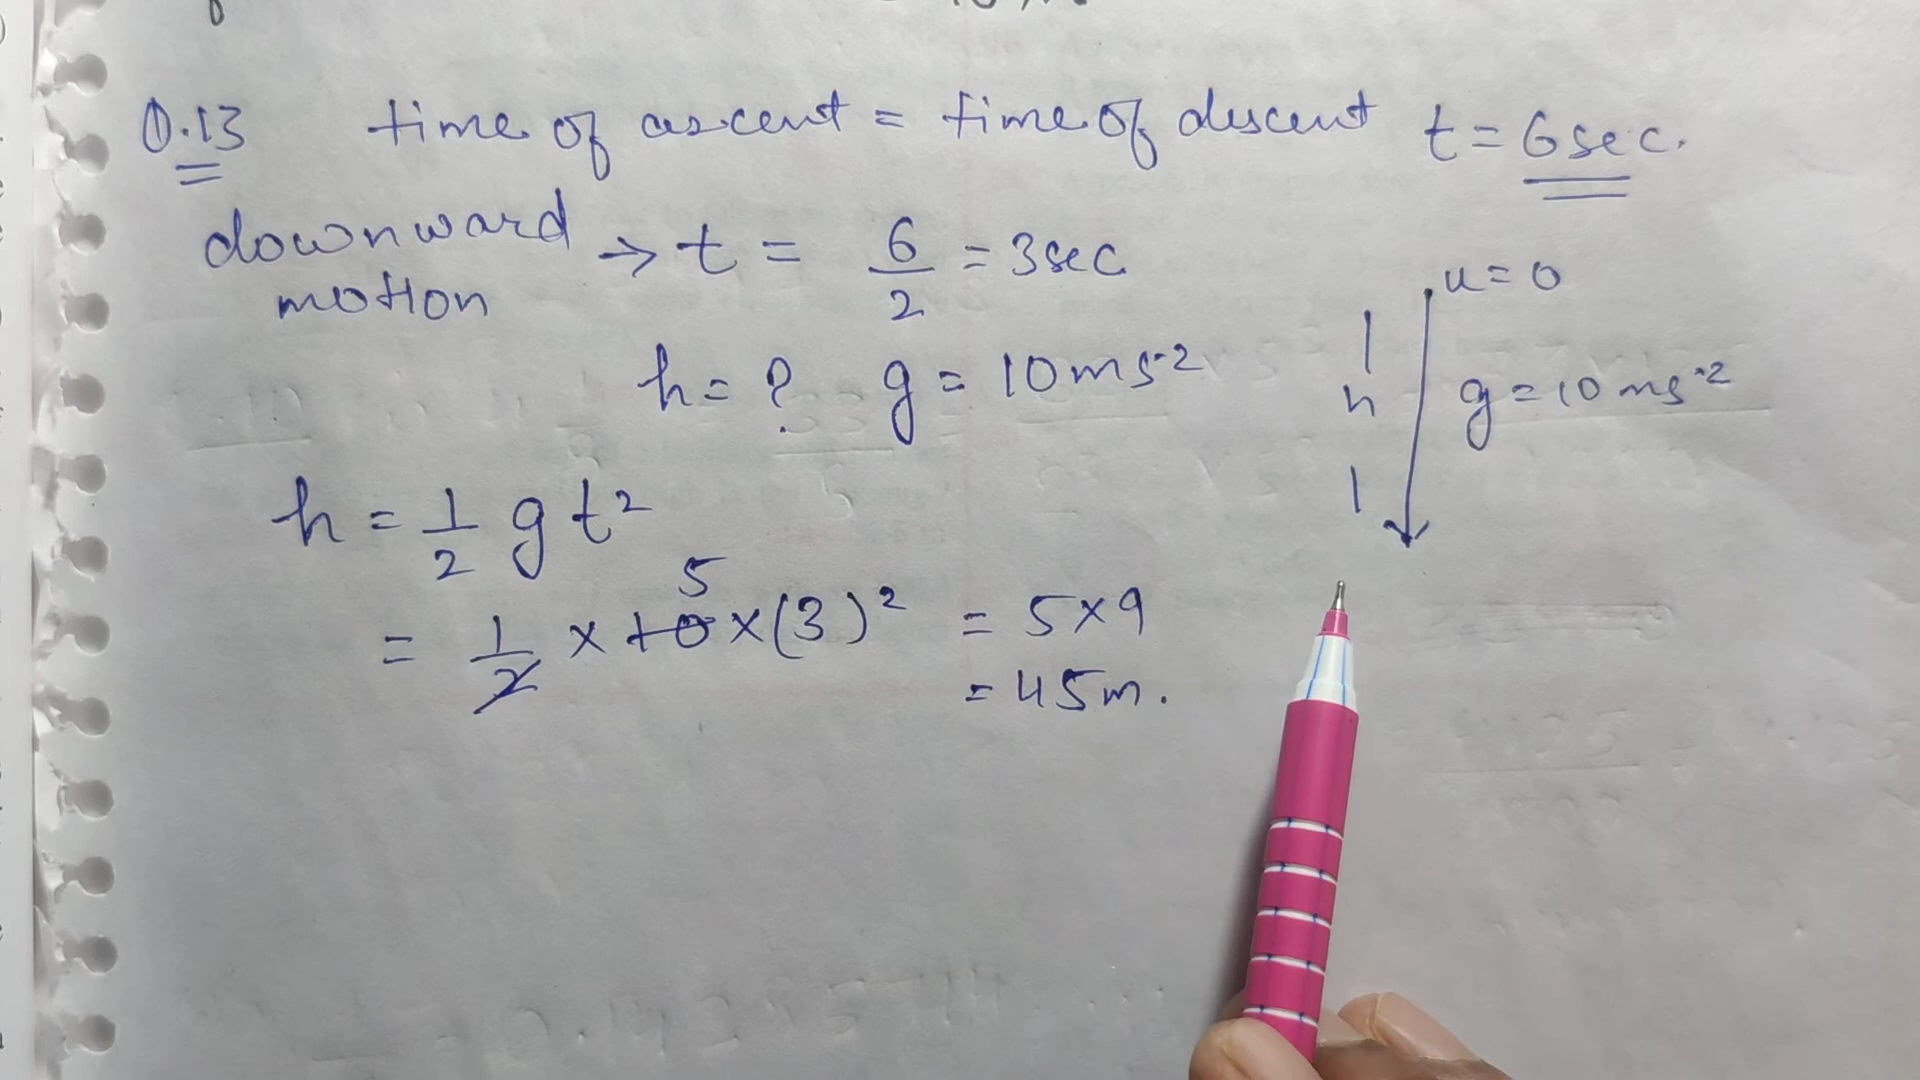 Q.13 time of ascent = time of descent t = 6 sec.
downward motion → t = 6/2 = 3 sec
u = 0
h = ? g = 10 ms⁻²
h g = 10 ms⁻²
h = 1/2 g t²
5
= 1/2 × 10 × (3)² = 5 × 9
= 45 m.